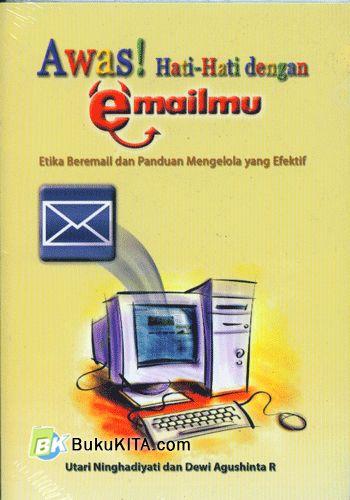 Awas! Hati-Hati dengan
emailmu
Etika Beremail dan Panduan Mengelola yang Efektif
BK BukuKITA.com
Utari Ninghadiyati dan Dewi Agushinta R